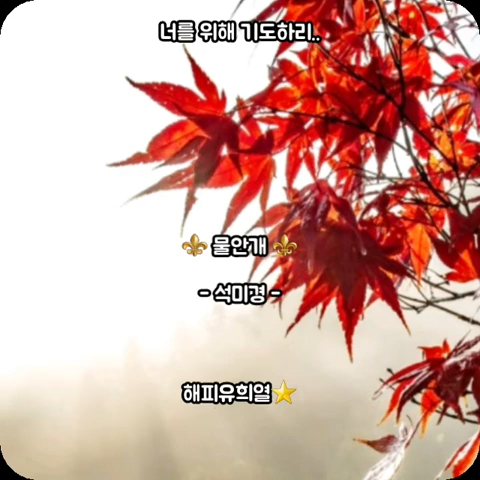 너를 위해 기도하리..
⚜️ 물안개 ⚜️
- 석미경 -
해피유희열⭐